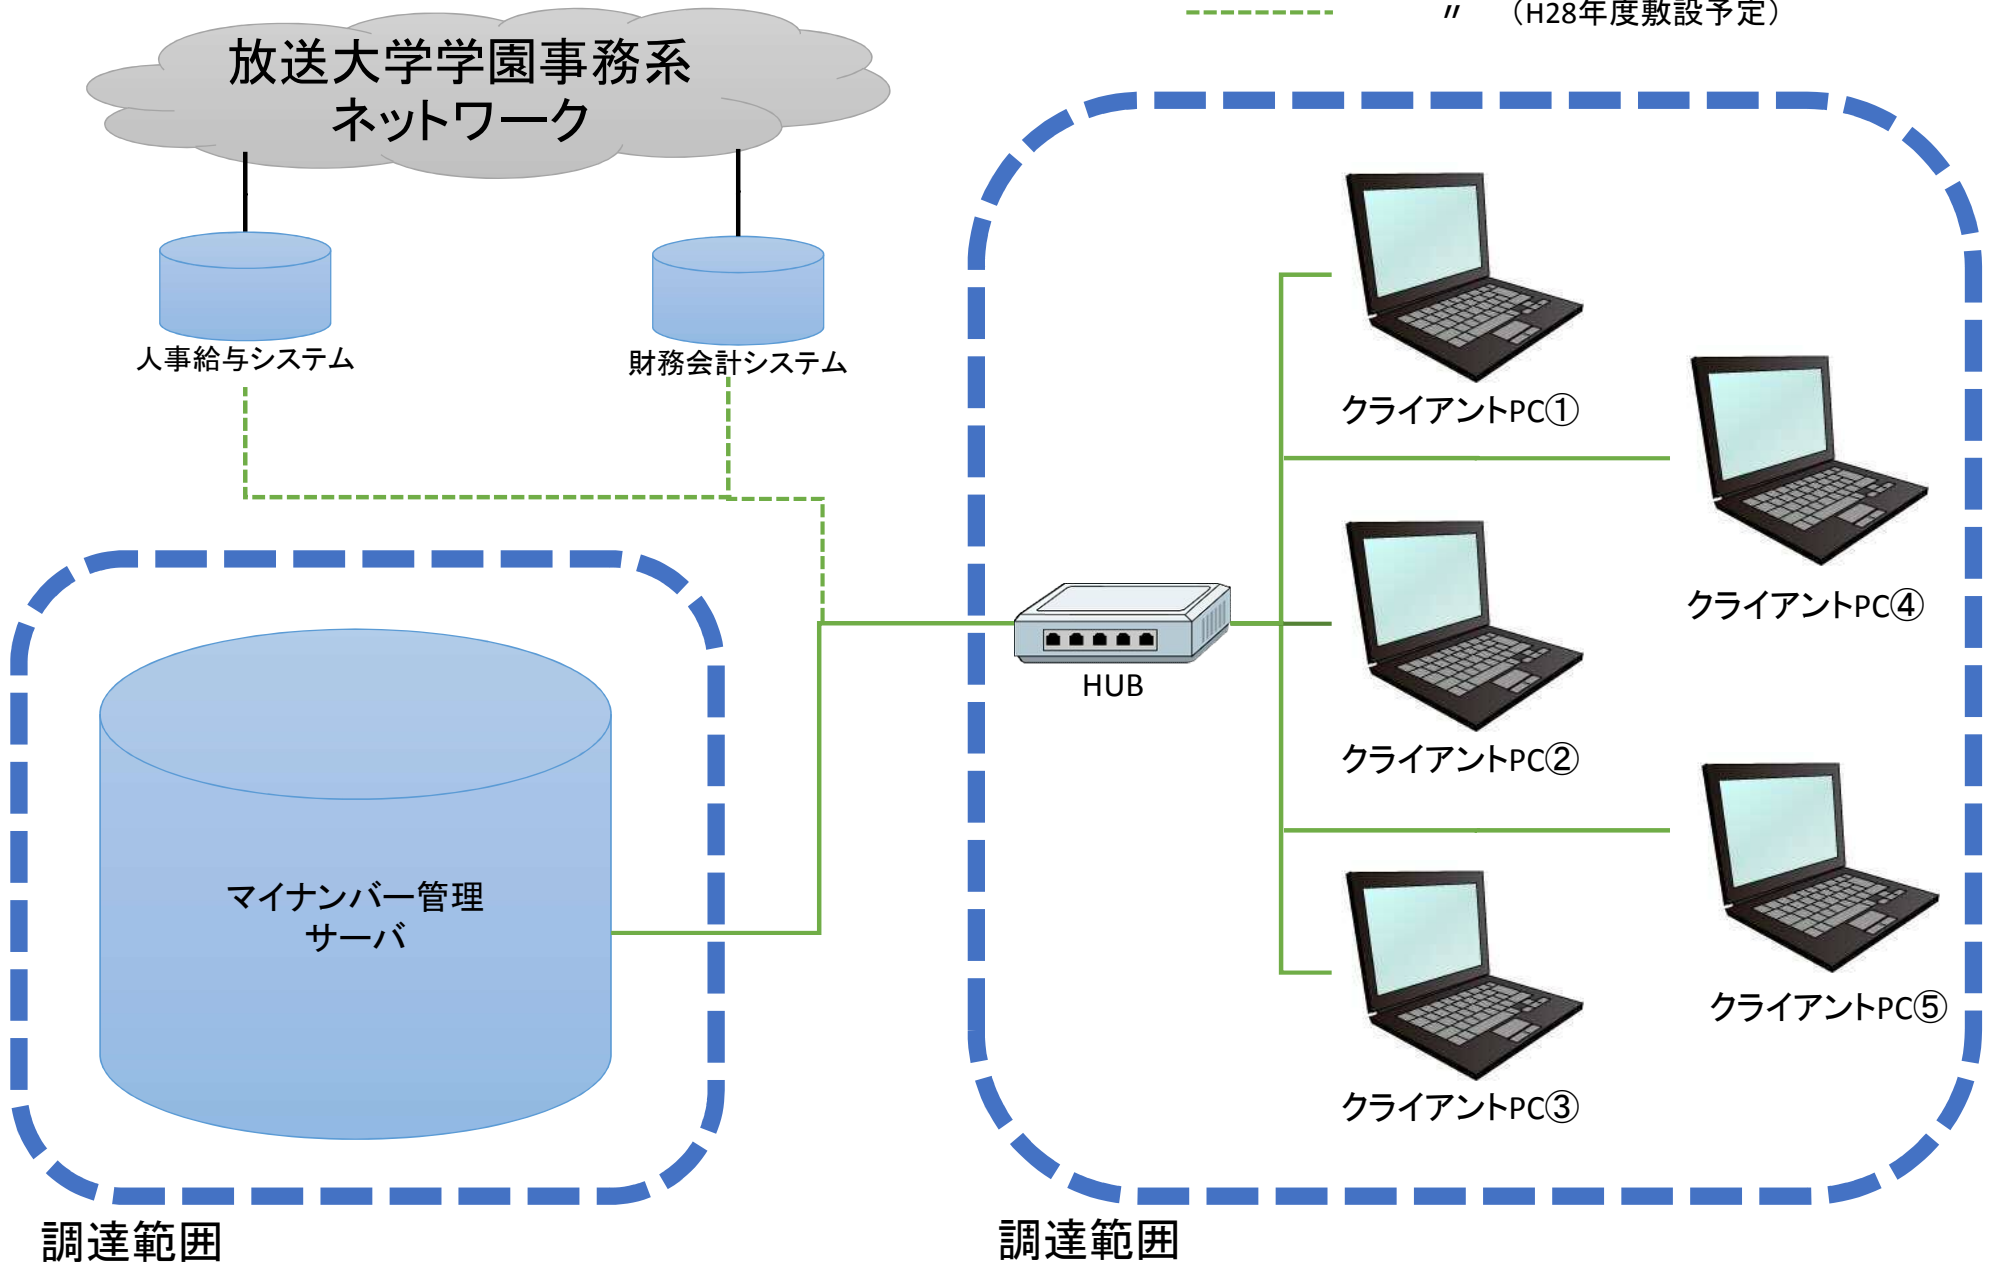 〃 （H28年度敷設予定）
放送大学学園事務系
ネットワーク
人事給与システム
財務会計システム
クライアントPC①
クライアントPC④
HUB
クライアントPC②
マイナンバー管理
サーバ
クライアントPC⑤
クライアントPC③
調達範囲
調達範囲